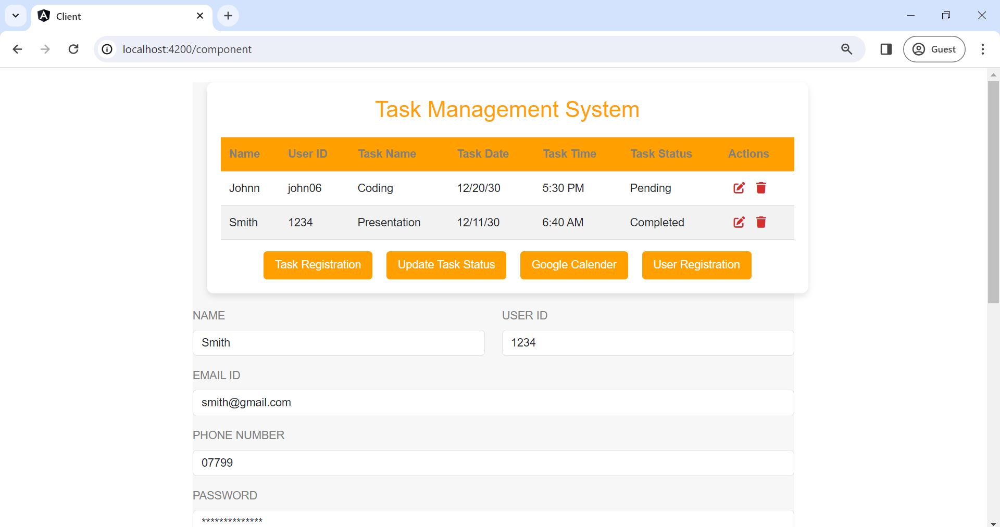 Client
localhost:4200/component
Guest
Task Management System
Name User ID Task Name Task Date Task Time Task Status Actions
Johnn john06 Coding 12/20/30 5:30 PM Pending
Smith 1234 Presentation 12/11/30 6:40 AM Completed
Task Registration Update Task Status Google Calender User Registration
NAME USER ID
Smith 1234
EMAIL ID
smith@gmail.com
PHONE NUMBER
07799
PASSWORD
**************